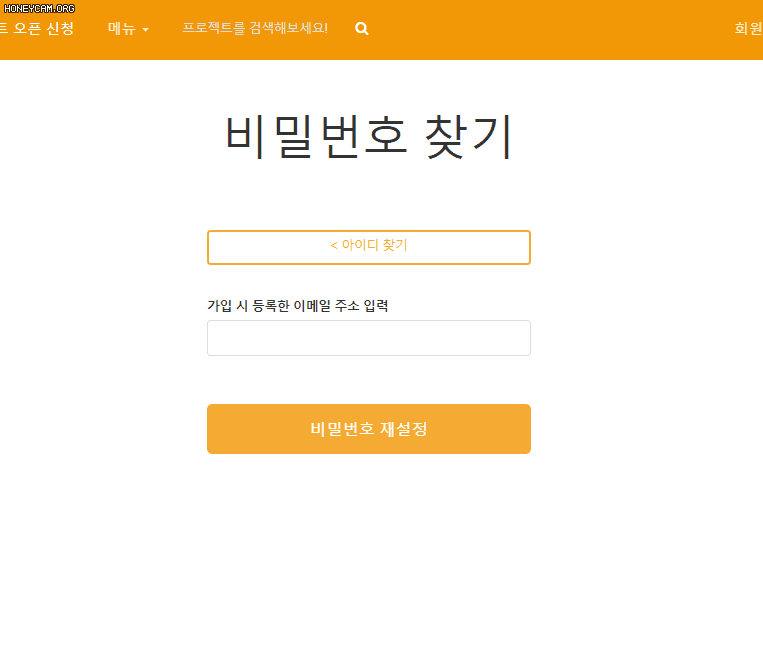 HONEYCAM.ORG
트 오픈 신청 메뉴 프로젝트를 검색해보세요! 회원
비밀번호 찾기
< 아이디 찾기
가입 시 등록한 이메일 주소 입력
비밀번호 재설정